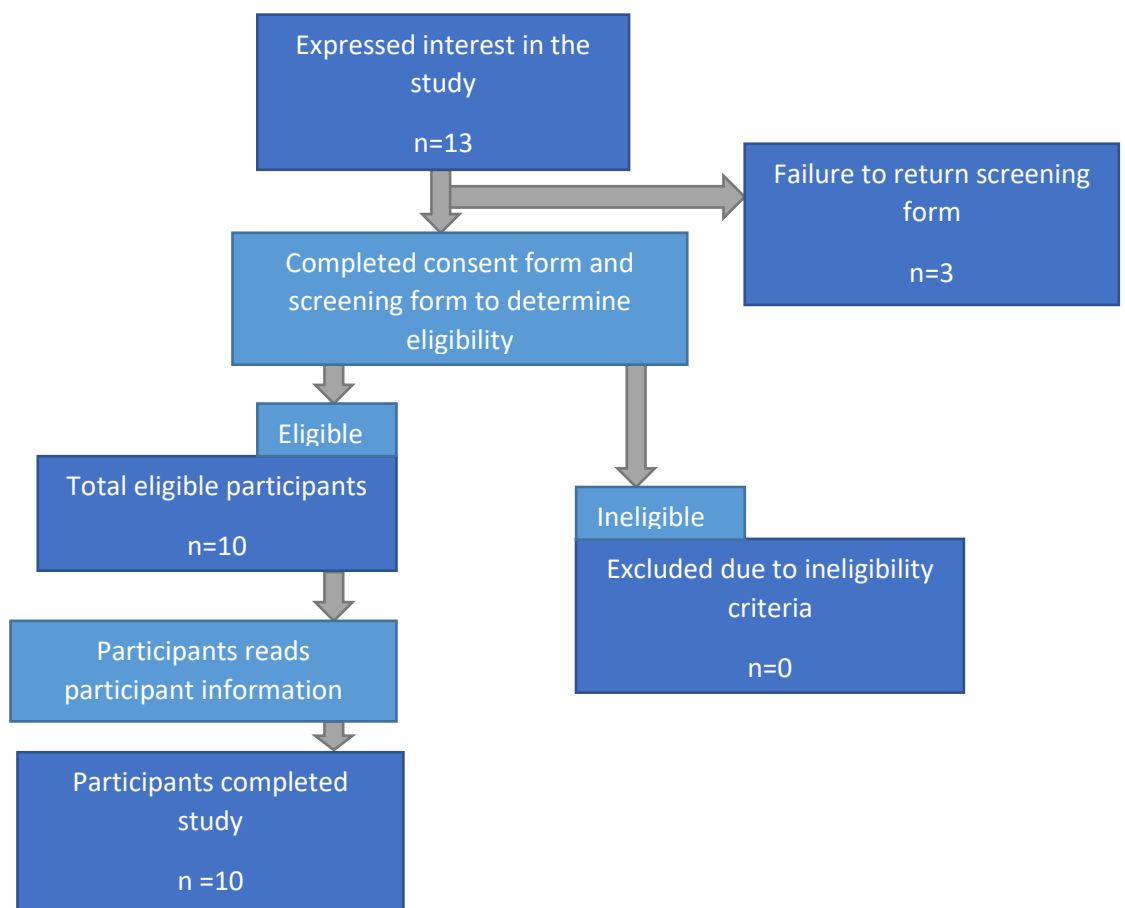 Expressed interest in the
study
n=13
Failure to return screening
form
n=3
Completed consent form and
screening form to determine
eligibility
Eligible
Total eligible participants
n=10
Ineligible
Excluded due to ineligibility
criteria
n=0
Participants reads
participant information
Participants completed
study
n =10